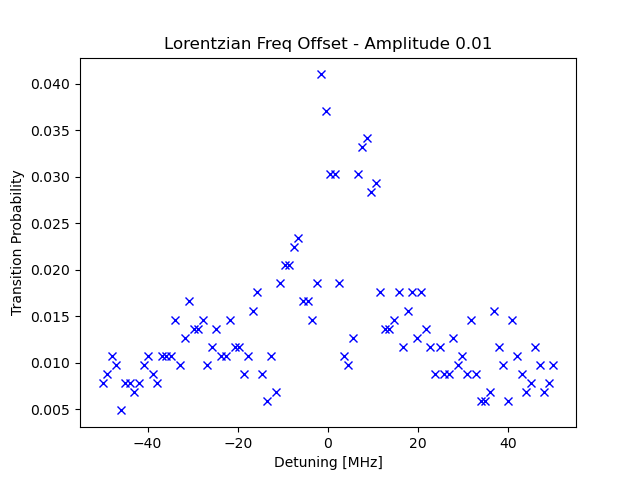 Lorentzian Freq Offset - Amplitude 0.01
0.040
0.035
0.030
0.025
0.020
0.015
0.010
0.005
Transition Probability
−40 −20 0 20 40
Detuning [MHz]